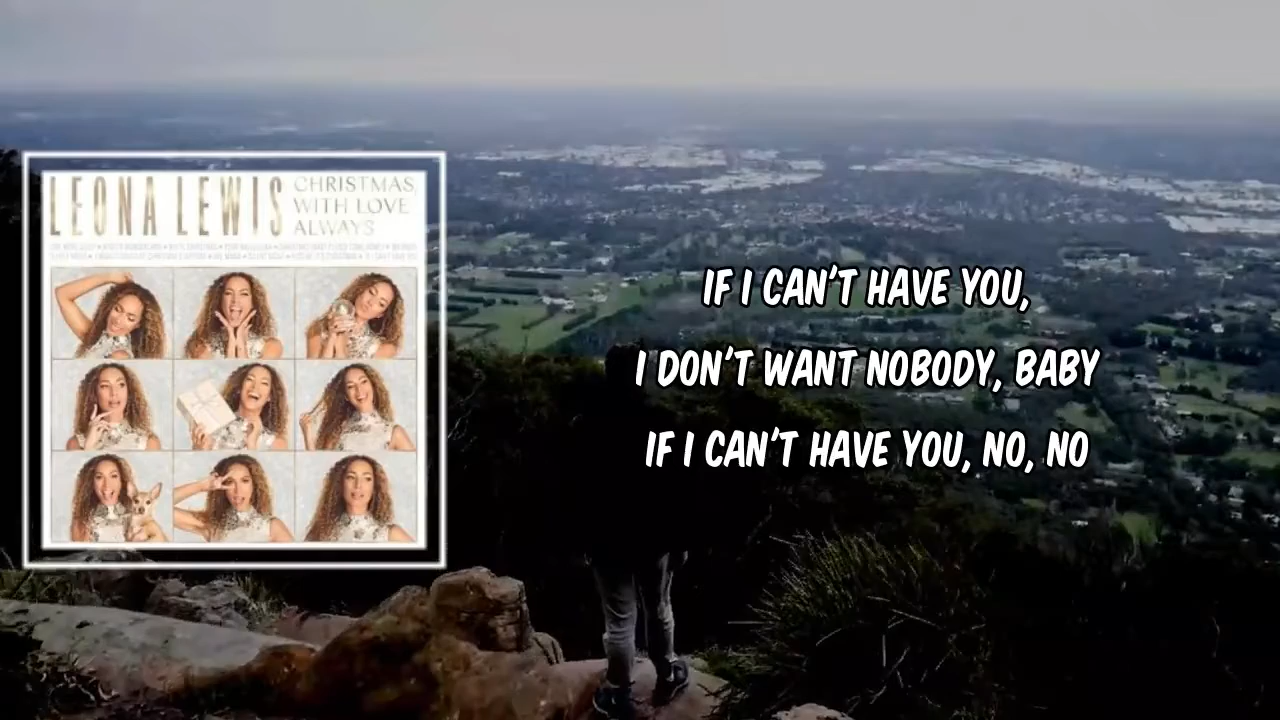 LEONA LEWIS
CHRISTMAS,
WITH LOVE
ALWAYS
IF I CAN'T HAVE YOU,
I DON'T WANT NOBODY, BABY
IF I CAN'T HAVE YOU, NO, NO